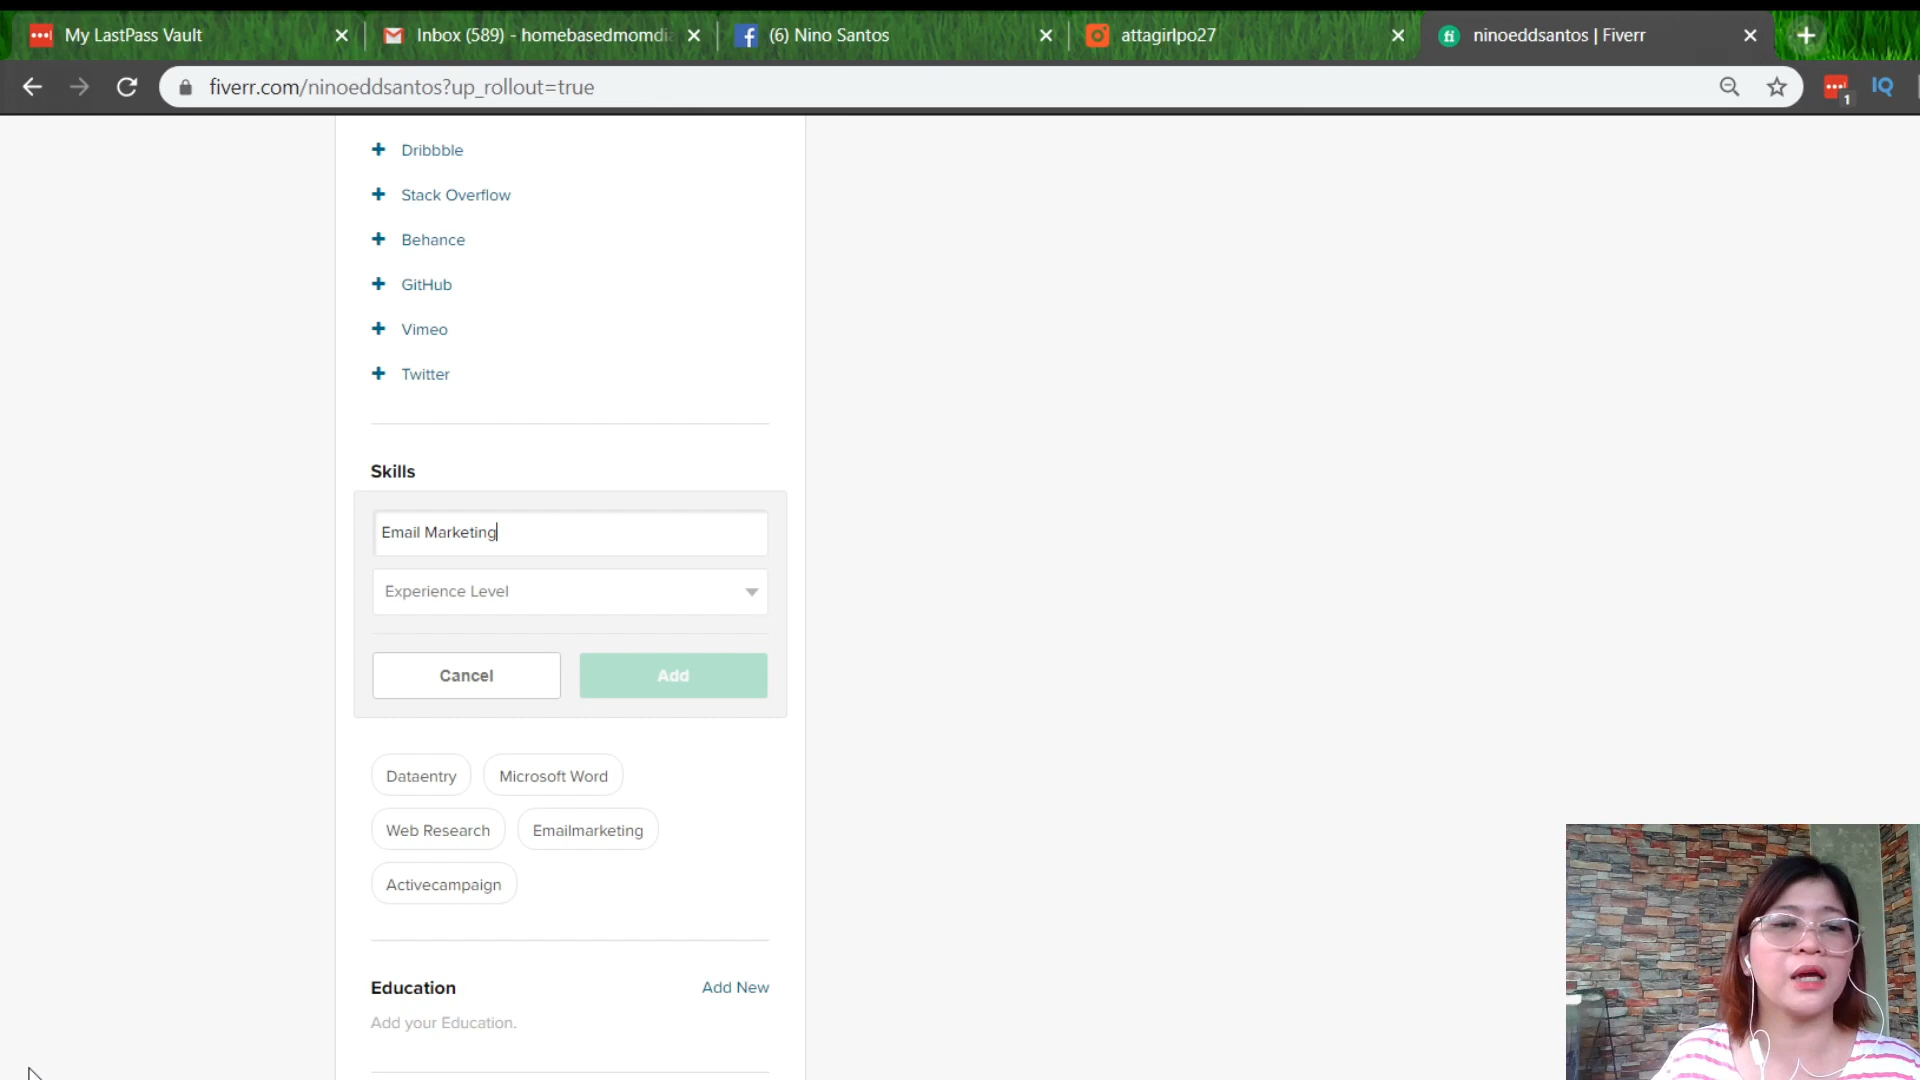 My LastPass Vault
Inbox (589) - homebasedmomdia
(6) Nino Santos
attagirlpo27
ninoeddsantos | Fiverr
fiverr.com/ninoeddsantos?up_rollout=true
1
IQ
Dribbble
Stack Overflow
Behance
GitHub
Vimeo
Twitter
Skills
Email Marketing
Experience Level
Cancel
Add
Dataentry
Microsoft Word
Web Research
Emailmarketing
Activecampaign
Education
Add New
Add your Education.